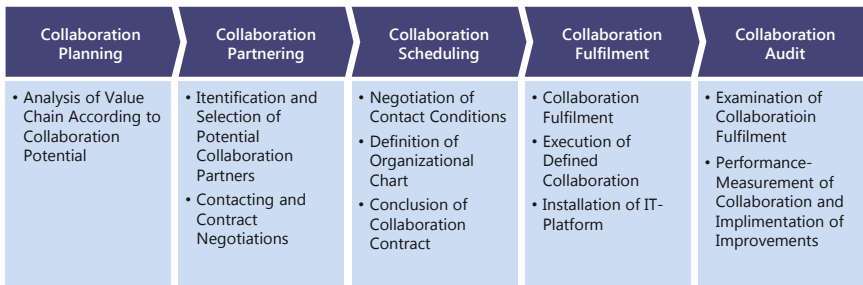 Collaboration
Planning
Collaboration
Partnering
Collaboration
Scheduling
Collaboration
Fulfilment
Collaboration
Audit
• Analysis of Value
Chain According to
Collaboration
Potential
• Itentification and
Selection of
Potential
Collaboration
Partners
• Contacting and
Contract
Negotiations
• Negotiation of
Contact Conditions
• Definition of
Organizational
Chart
• Conclusion of
Collaboration
Contract
• Collaboration
Fulfilment
• Execution of
Defined
Collaboration
• Installation of IT-
Platform
• Examination of
Collaboratioin
Fulfilment
• Performance-
Measurement of
Collaboration and
Implimentation of
Improvements